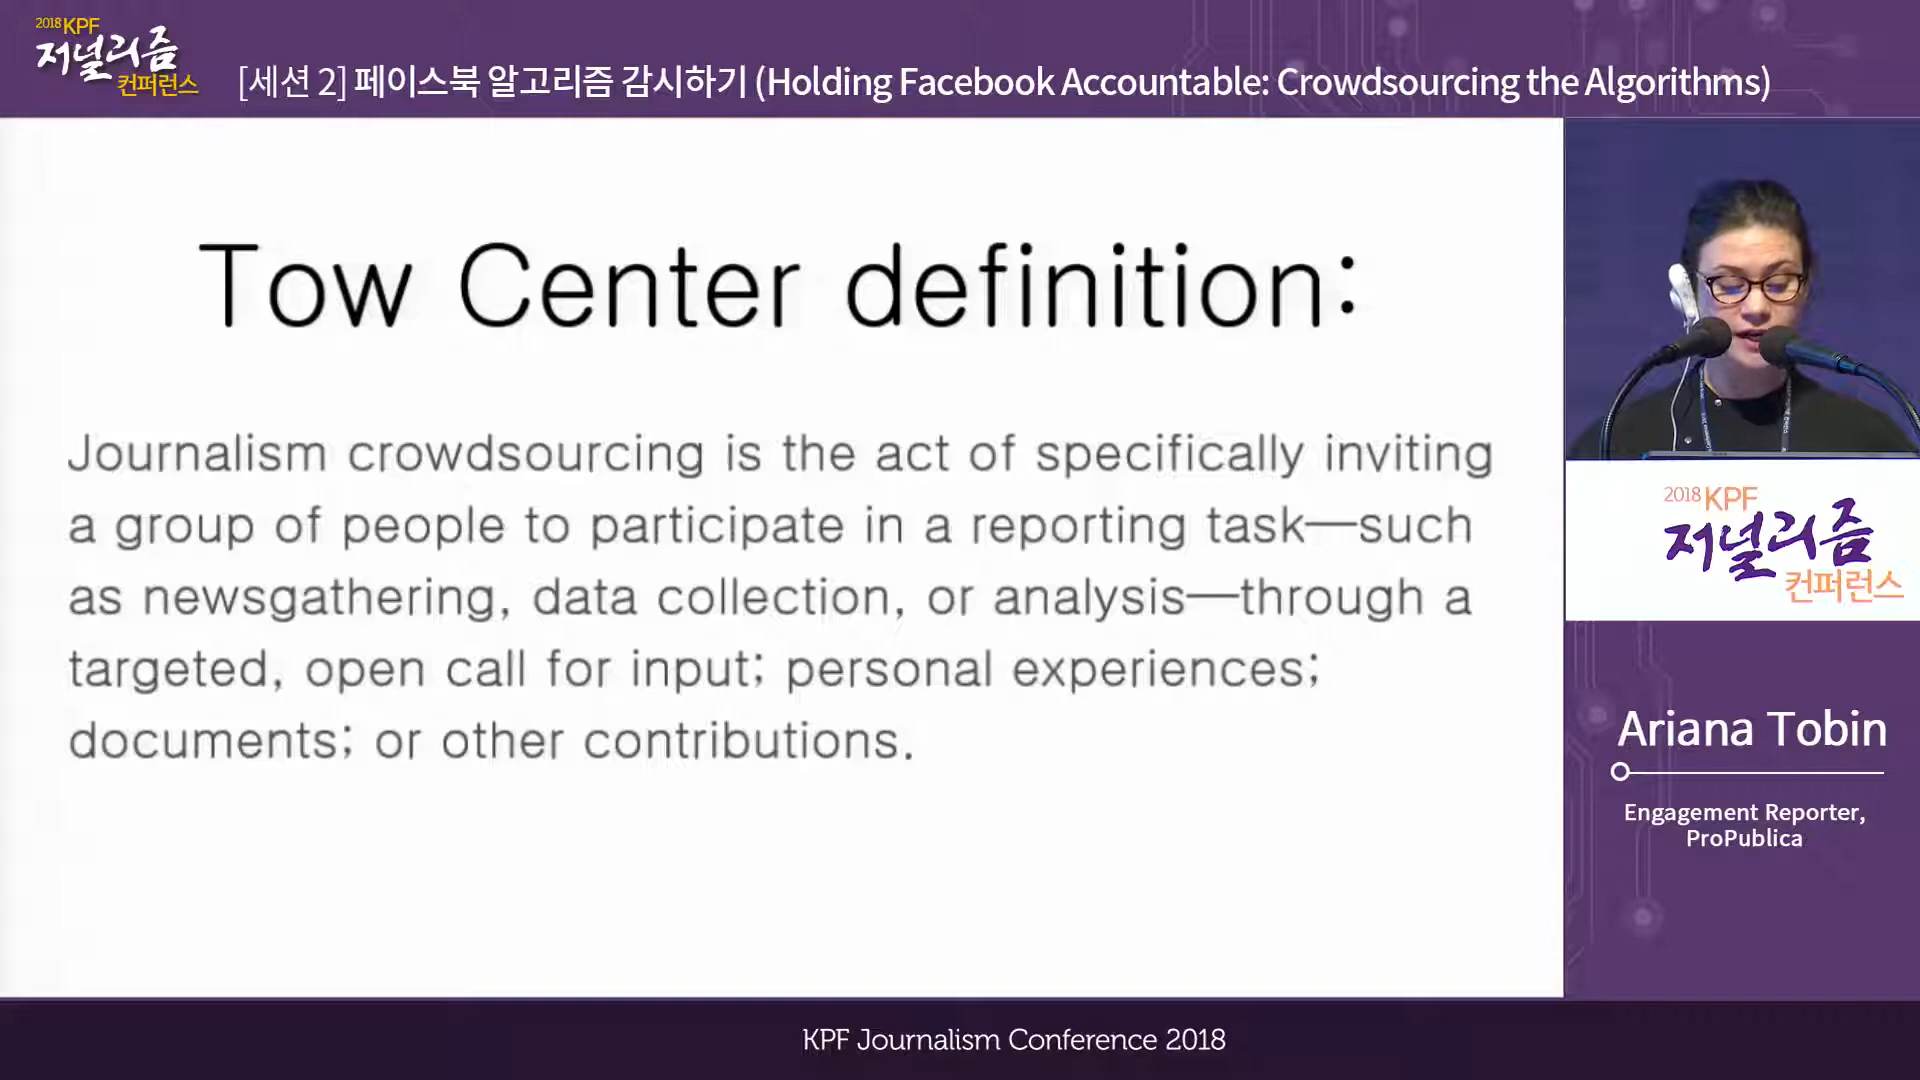 2018 KPF
저널리즘
컨퍼런스
[세션 2] 페이스북 알고리즘 감시하기 (Holding Facebook Accountable: Crowdsourcing the Algorithms)
Tow Center definition:
Journalism crowdsourcing is the act of specifically inviting
a group of people to participate in a reporting task—such
as newsgathering, data collection, or analysis—through a
targeted, open call for input; personal experiences;
documents; or other contributions.
2018 KPF
저널리즘
컨퍼런스
Ariana Tobin
Engagement Reporter,
ProPublica
KPF Journalism Conference 2018